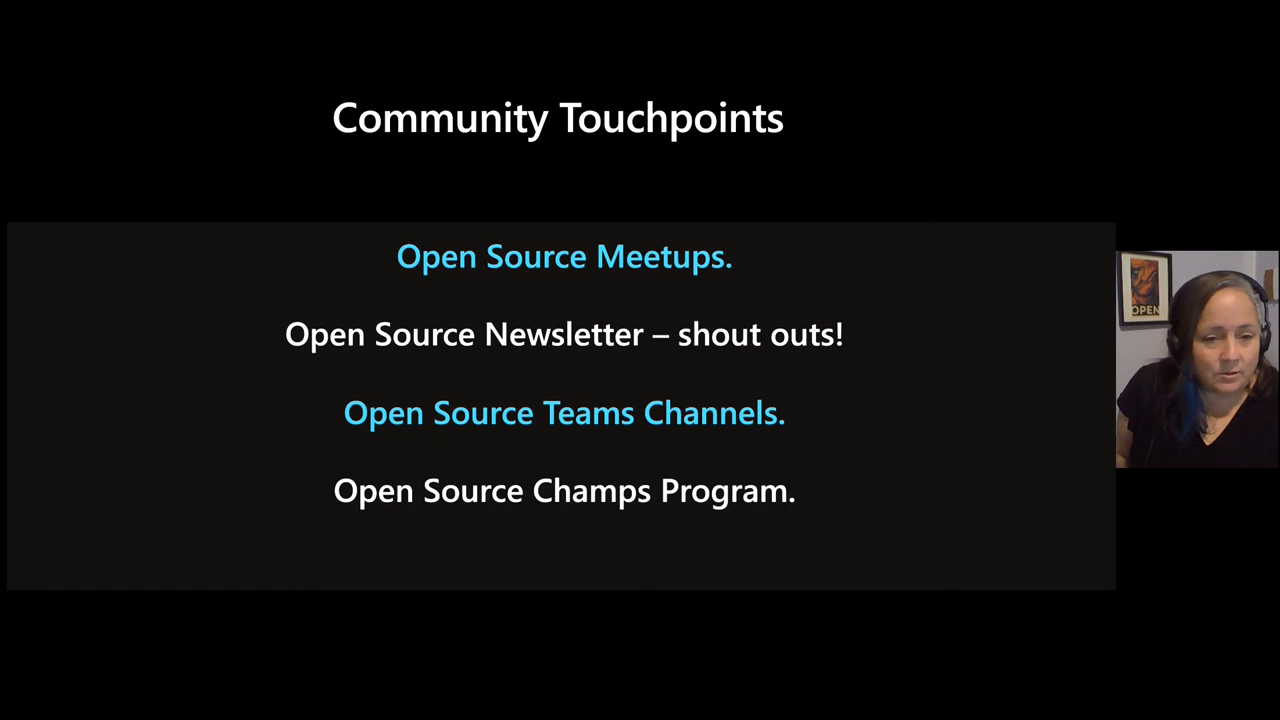 Community Touchpoints
Open Source Meetups.
Open Source Newsletter – shout outs!
Open Source Teams Channels.
Open Source Champs Program.
OPEN